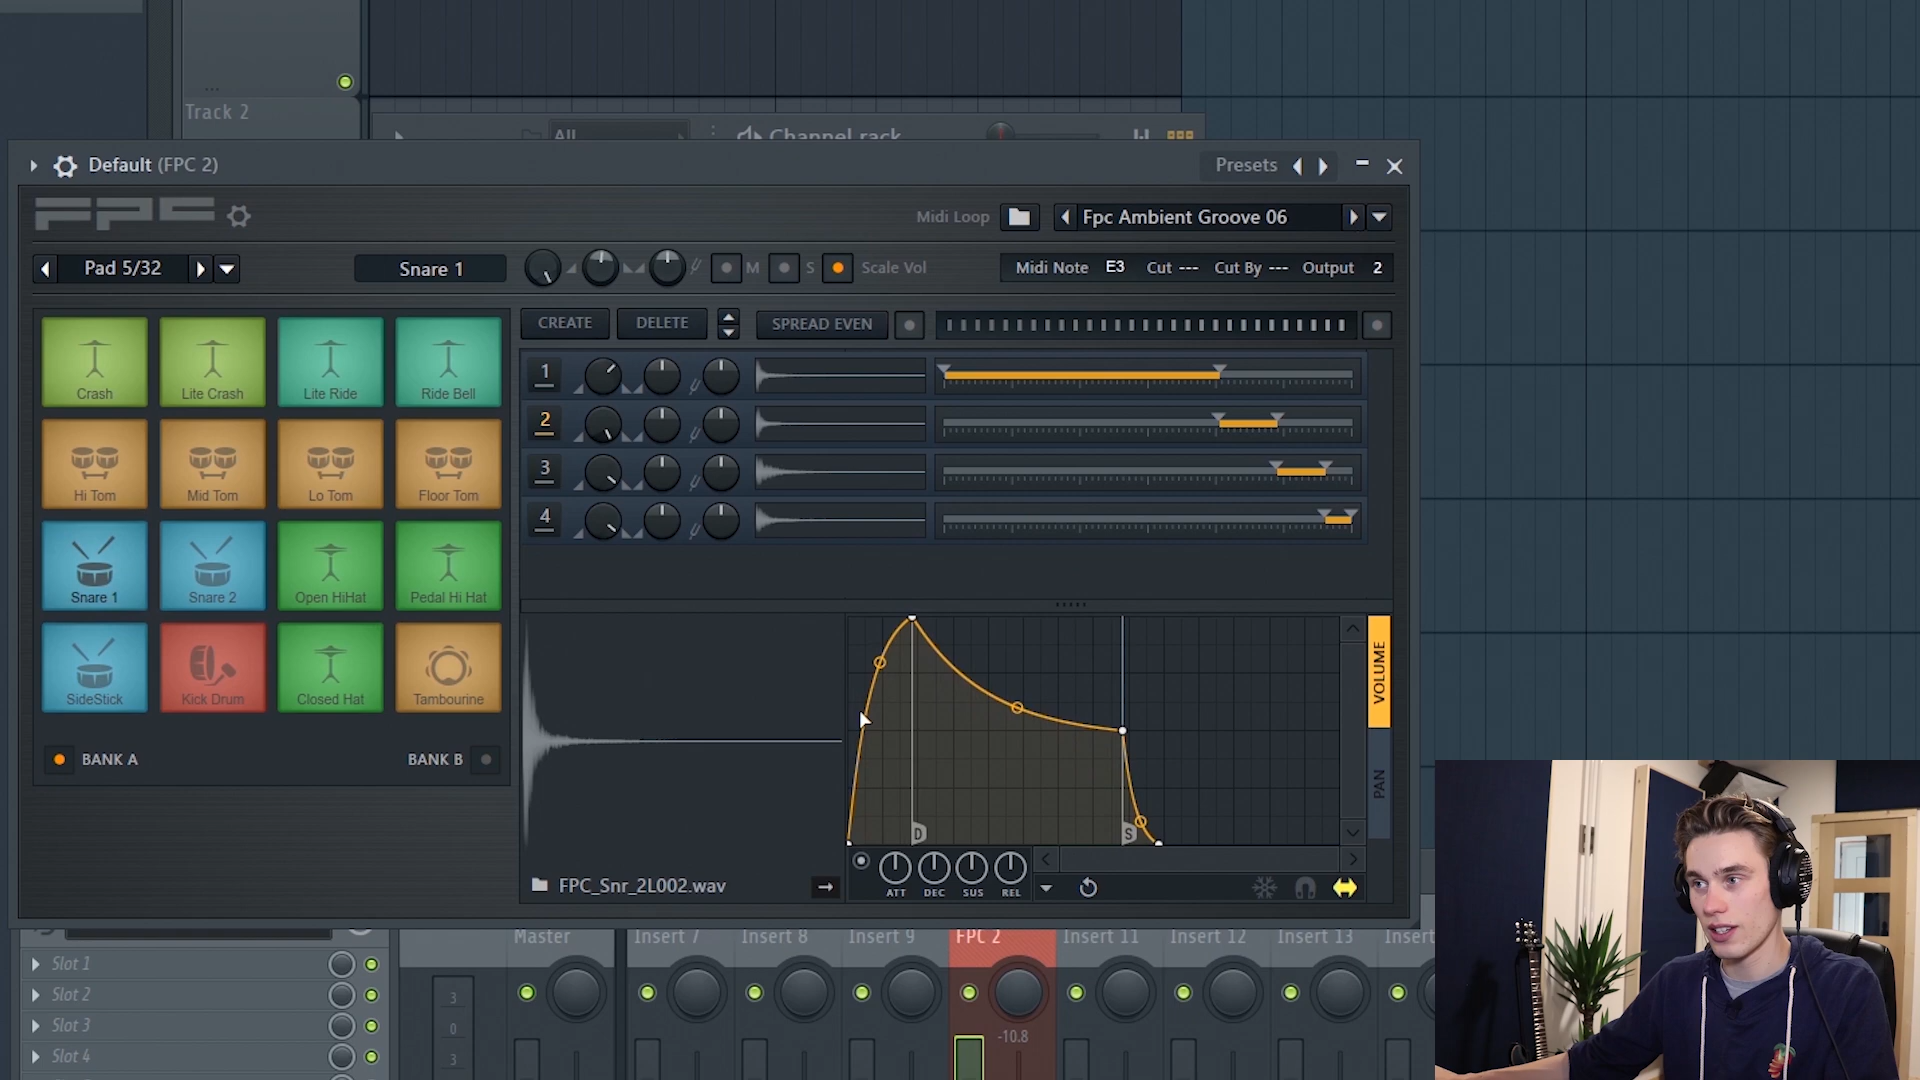 Track 2
All
Channel rack
Default (FPC 2)
Presets
FPC
Midi Loop
Fpc Ambient Groove 06
Pad 5/32
Snare 1
M
S
Scale Vol
Midi Note E3 Cut --- Cut By --- Output 2
CREATE
DELETE
SPREAD EVEN
Crash
Lite Crash
Lite Ride
Ride Bell
1
2
3
4
Hi Tom
Mid Tom
Lo Tom
Floor Tom
Snare 1
Snare 2
Open HiHat
Pedal Hi Hat
SideStick
Kick Drum
Closed Hat
Tambourine
BANK A
BANK B
VOLUME
PAN
D
S
FPC_Snr_2L002.wav
ATT
DEC
SUS
REL
Master
Insert 7
Insert 8
Insert 9
FPC 2
Insert 11
Insert 12
Insert 13
Insert
Slot 1
Slot 2
Slot 3
Slot 4
3
0
3
-10.8